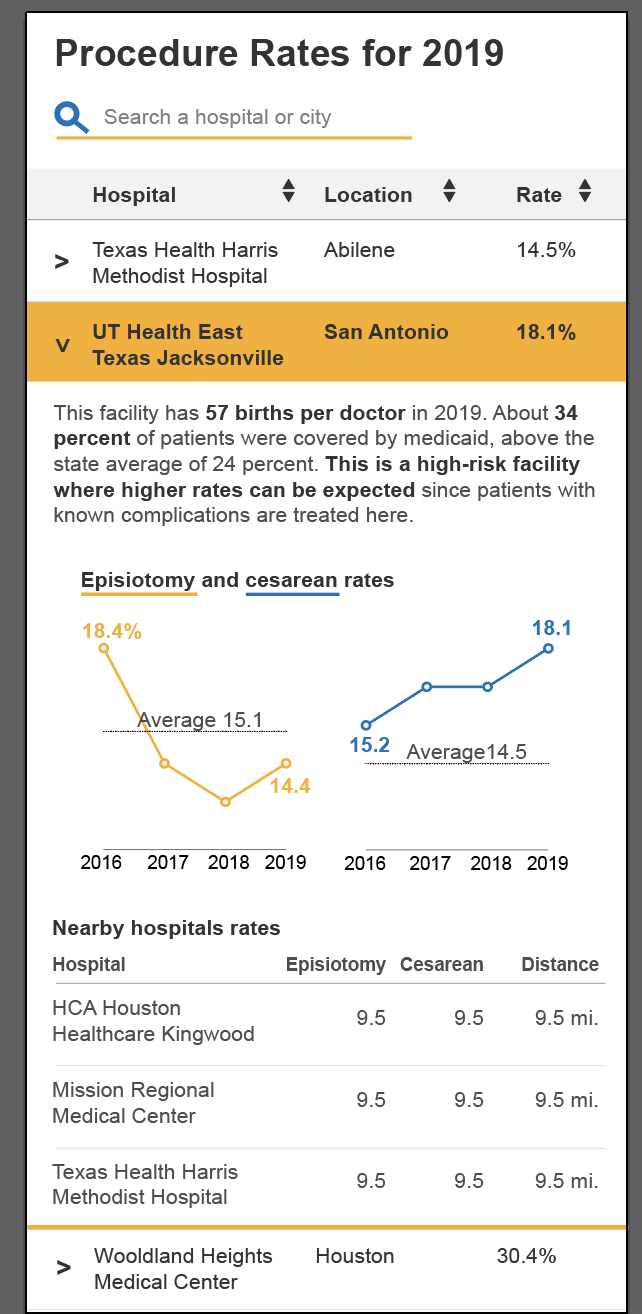 Procedure Rates for 2019
Search a hospital or city
Hospital Location Rate
> Texas Health Harris Abilene 14.5%
Methodist Hospital
v UT Health East San Antonio 18.1%
Texas Jacksonville
This facility has 57 births per doctor in 2019. About 34
percent of patients were covered by medicaid, above the
state average of 24 percent. This is a high-risk facility
where higher rates can be expected since patients with
known complications are treated here.
Episiotomy and cesarean rates
18.4%
Average 15.1
14.4
2016 2017 2018 2019
18.1
15.2
Average14.5
2016 2017 2018 2019
Nearby hospitals rates
Hospital Episiotomy Cesarean Distance
HCA Houston
Healthcare Kingwood 9.5 9.5 9.5 mi.
Mission Regional
Medical Center 9.5 9.5 9.5 mi.
Texas Health Harris
Methodist Hospital 9.5 9.5 9.5 mi.
> Wooldland Heights Houston 30.4%
Medical Center